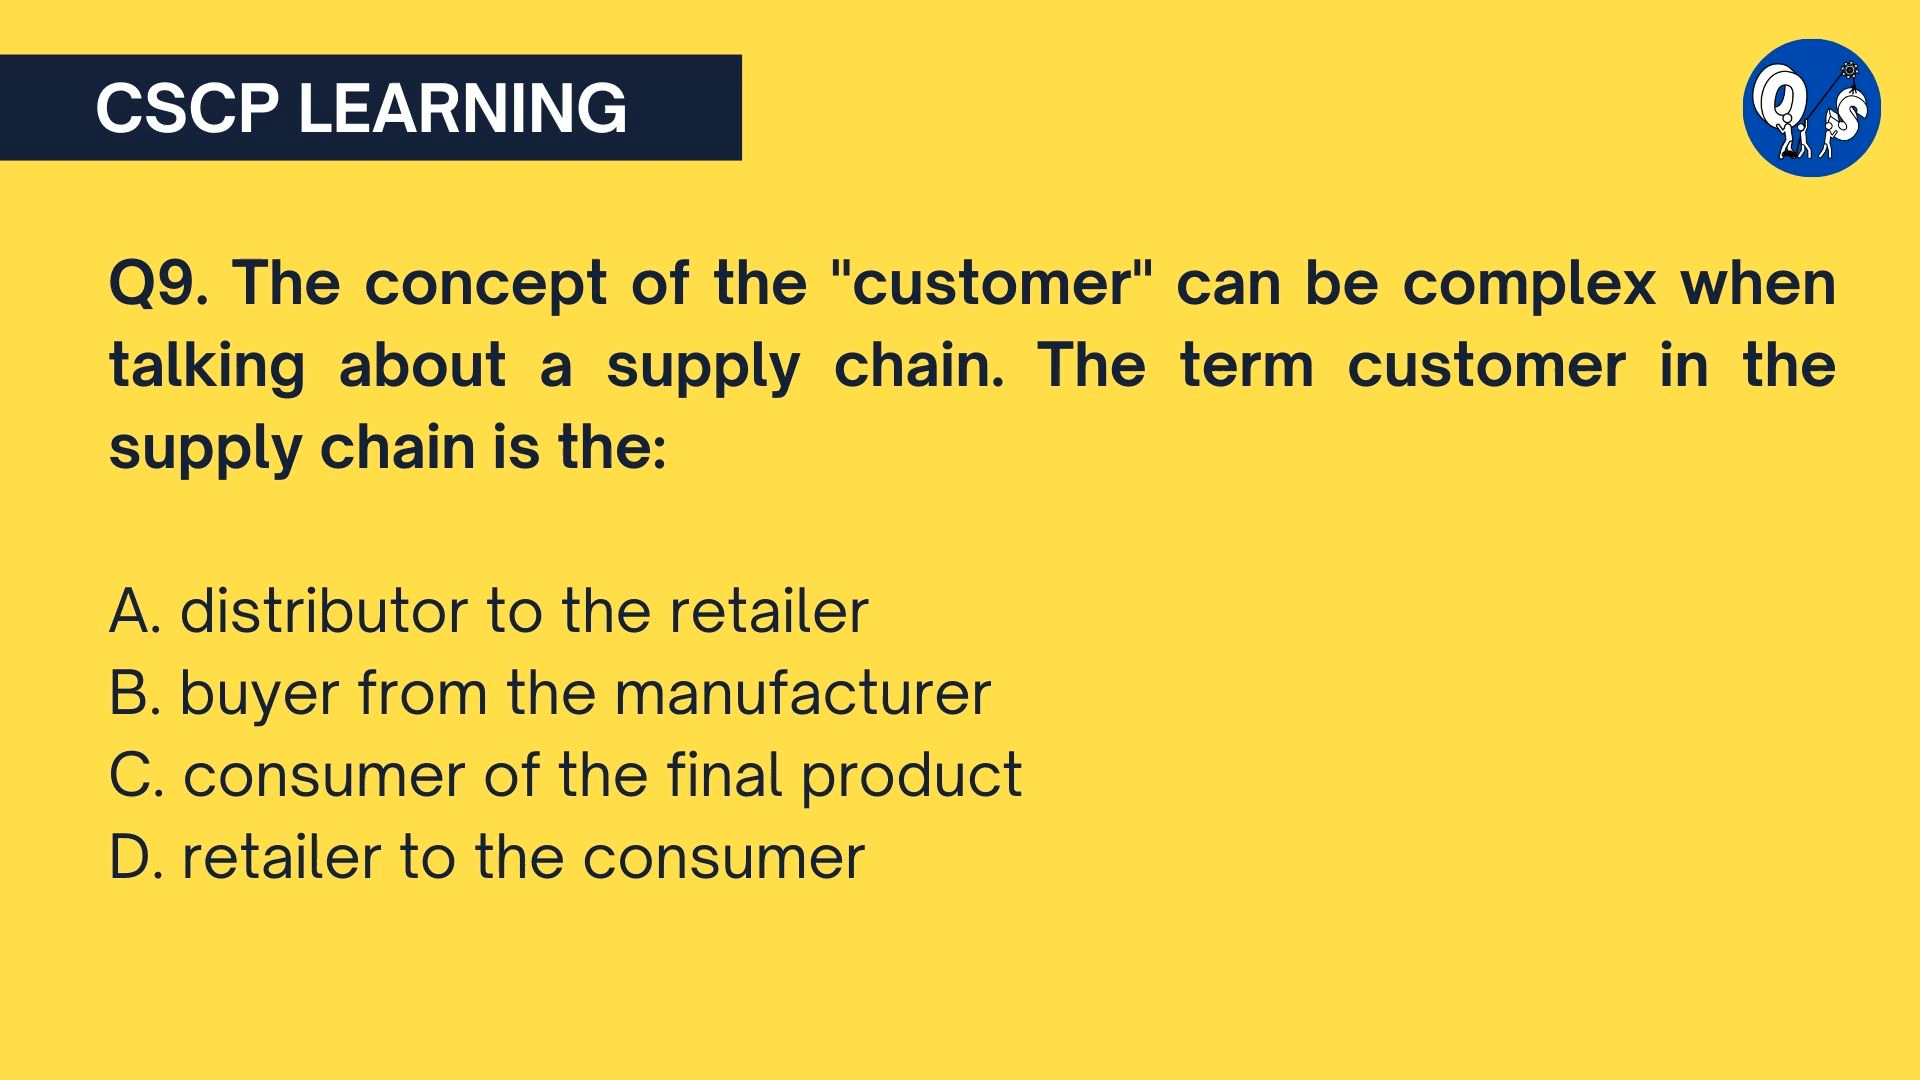 CSCP LEARNING
Q S
Q9. The concept of the "customer" can be complex when
talking about a supply chain. The term customer in the
supply chain is the:
A. distributor to the retailer
B. buyer from the manufacturer
C. consumer of the final product
D. retailer to the consumer